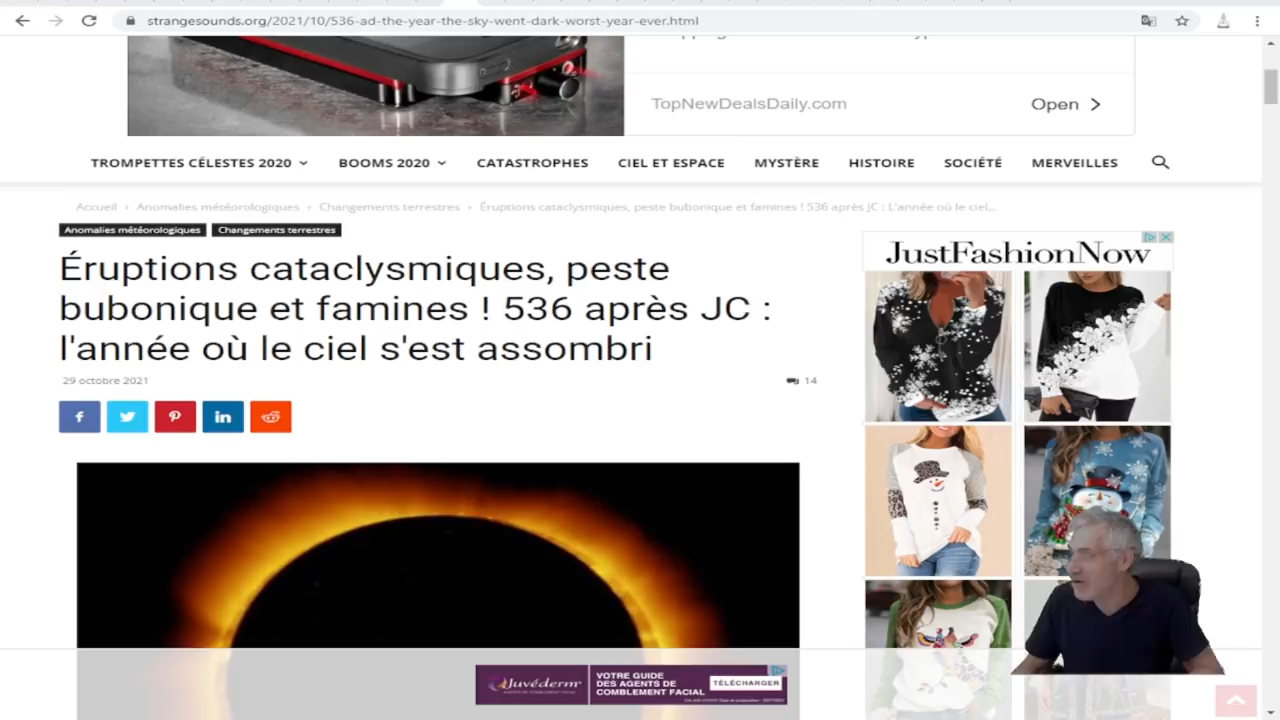 strangesounds.org/2021/10/536-ad-the-year-the-sky-went-dark-worst-year-ever.html
TopNewDealsDaily.com
Open
TROMPETTES CÉLESTES 2020
BOOMS 2020
CATASTROPHES
CIEL ET ESPACE
MYSTÈRE
HISTOIRE
SOCIÉTÉ
MERVEILLES
Accueil › Anomalies météorologiques › Changements terrestres › Éruptions cataclysmiques, peste bubonique et famines ! 536 après JC : L'année où le ciel...
Anomalies météorologiques
Changements terrestres
Éruptions cataclysmiques, peste
bubonique et famines ! 536 après JC :
l'année où le ciel s'est assombri
29 octobre 2021
14
JustFashionNow
Juvéderm
VOTRE GUIDE
DES AGENTS DE
COMBLEMENT FACIAL
TÉLÉCHARGER